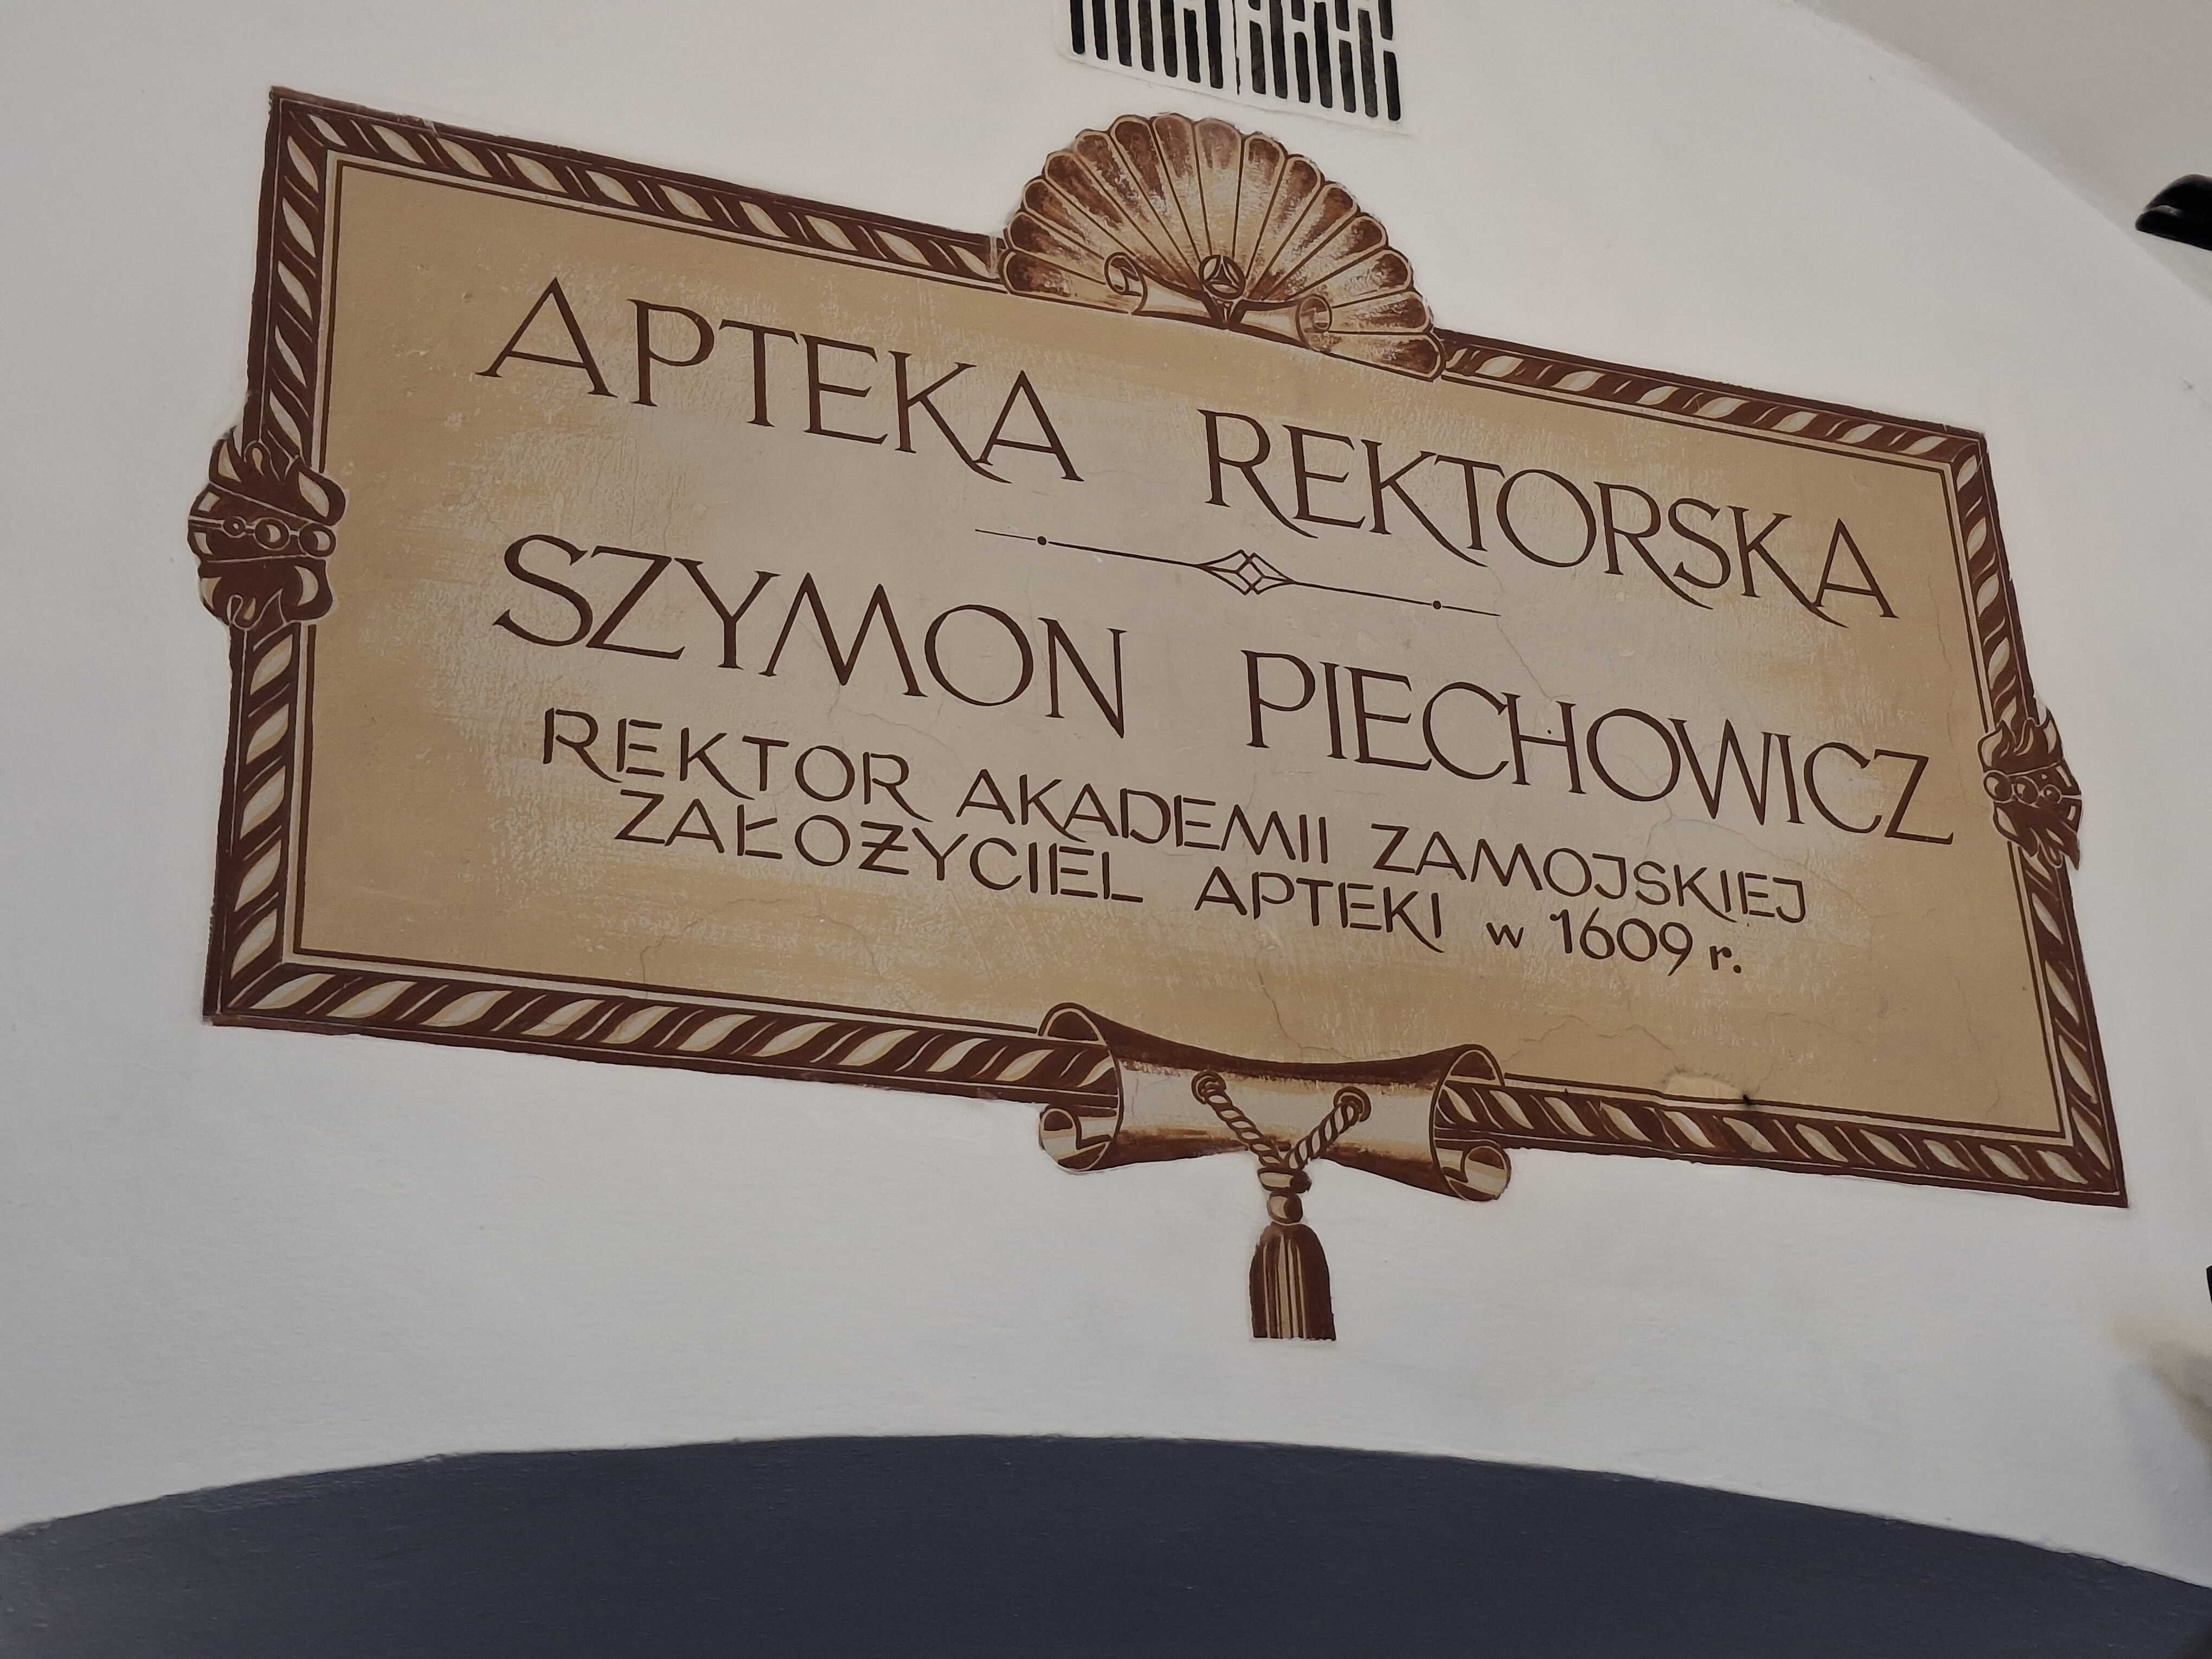 APTEKA REKTORSKA
SZYMON PIECHOWICZ
REKTOR AKADEMII ZAMOJSKIEJ
ZAŁOŻYCIEL APTEKI w 1609 r.